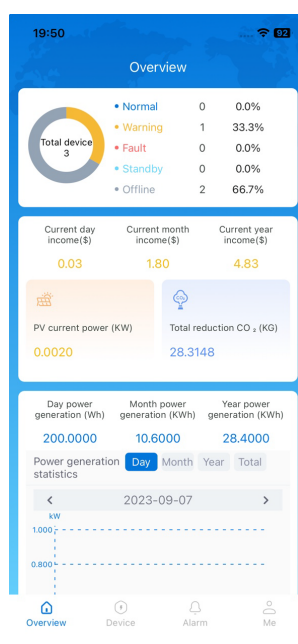 19:50
92
Overview
Total device
3
Normal 0 0.0%
Warning 1 33.3%
Fault 0 0.0%
Standby 0 0.0%
Offline 2 66.7%
Current day income($)
Current month income($)
Current year income($)
0.03 1.80 4.83
CO₂
PV current power (KW)
0.0020
Total reduction CO ₂ (KG)
28.3148
Day power generation (Wh)
Month power generation (KWh)
Year power generation (KWh)
200.0000 10.6000 28.4000
Power generation statistics
Day Month Year Total
< 2023-09-07 >
kW
1.000
0.800
Overview Device Alarm Me